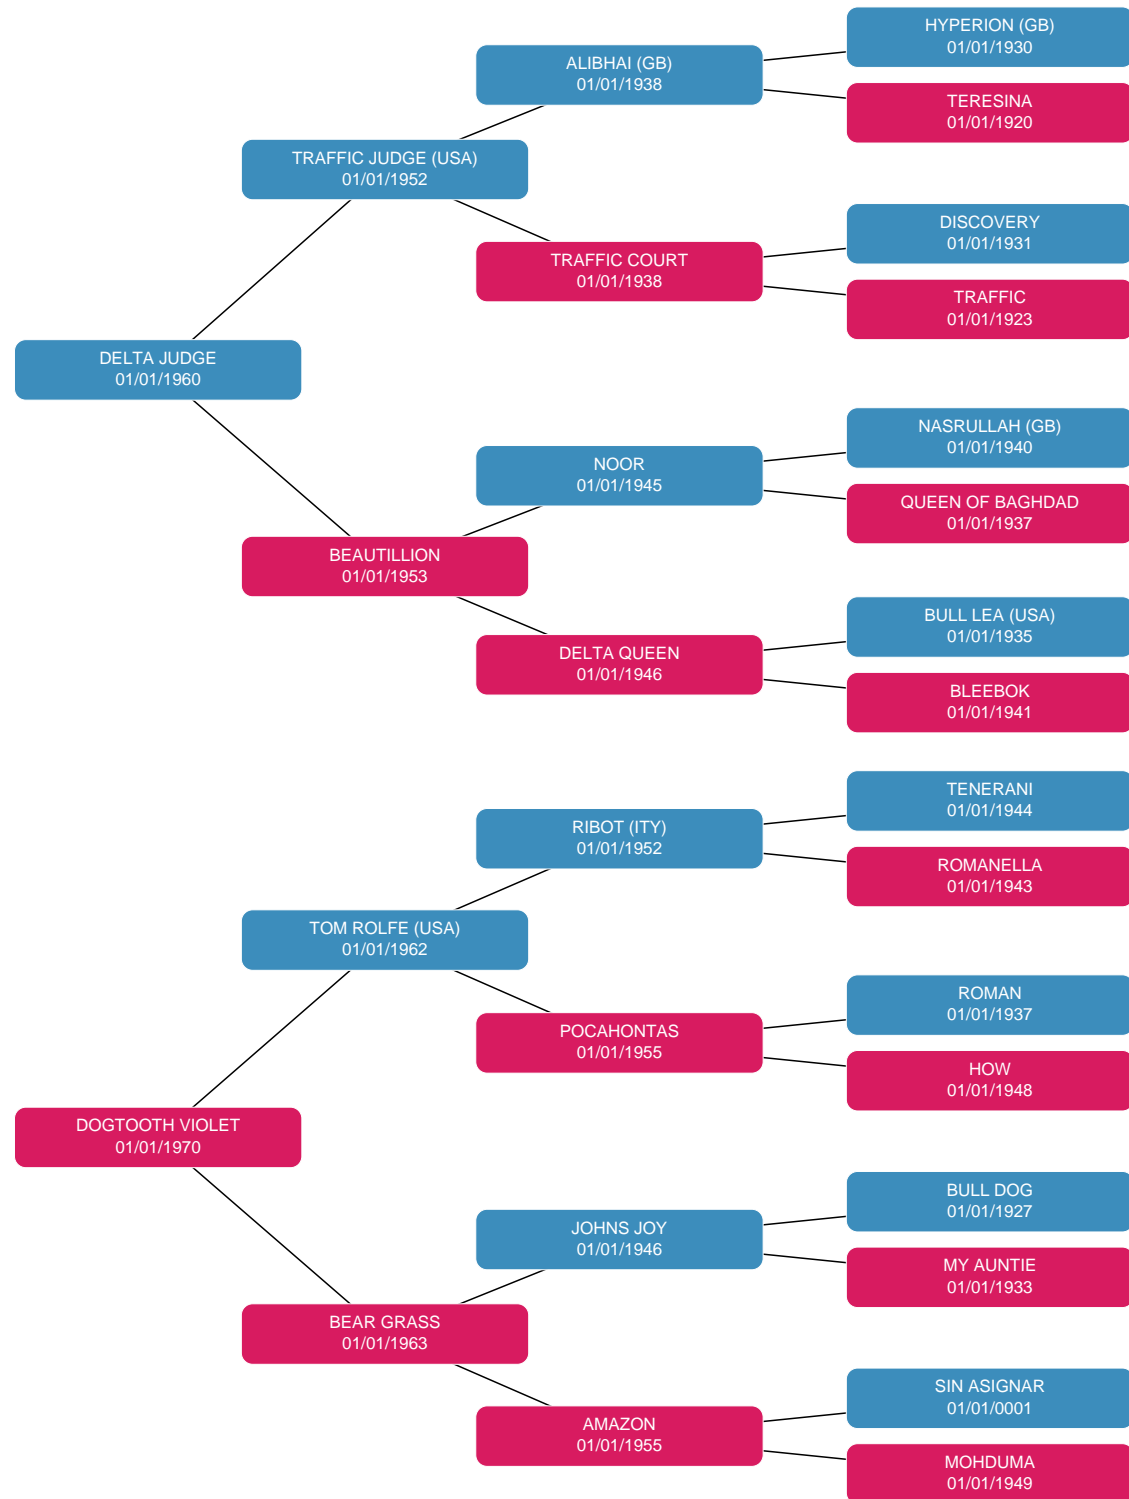 HYPERION (GB)
01/01/1930
ALIBHAI (GB)
01/01/1938
TERESINA
01/01/1920
TRAFFIC JUDGE (USA)
01/01/1952
DISCOVERY
01/01/1931
TRAFFIC COURT
01/01/1938
TRAFFIC
01/01/1923
DELTA JUDGE
01/01/1960
NASRULLAH (GB)
01/01/1940
NOOR
01/01/1945
QUEEN OF BAGHDAD
01/01/1937
BEAUTILLION
01/01/1953
BULL LEA (USA)
01/01/1935
DELTA QUEEN
01/01/1946
BLEEBOK
01/01/1941
TENERANI
01/01/1944
RIBOT (ITY)
01/01/1952
ROMANELLA
01/01/1943
TOM ROLFE (USA)
01/01/1962
ROMAN
01/01/1937
POCAHONTAS
01/01/1955
HOW
01/01/1948
DOGTOOTH VIOLET
01/01/1970
BULL DOG
01/01/1927
JOHNS JOY
01/01/1946
MY AUNTIE
01/01/1933
BEAR GRASS
01/01/1963
SIN ASIGNAR
01/01/0001
AMAZON
01/01/1955
MOHDUMA
01/01/1949